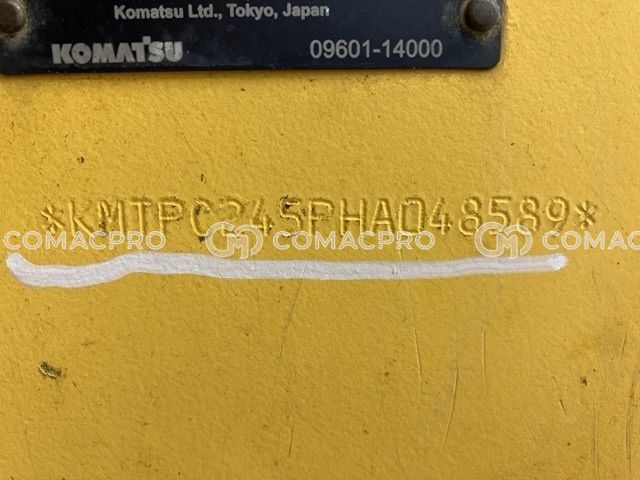 Komatsu Ltd., Tokyo, Japan
KOMATSU 09601-14000
*KMTPC245PHA048589*
COMACPRO COMACPRO COMACPRO